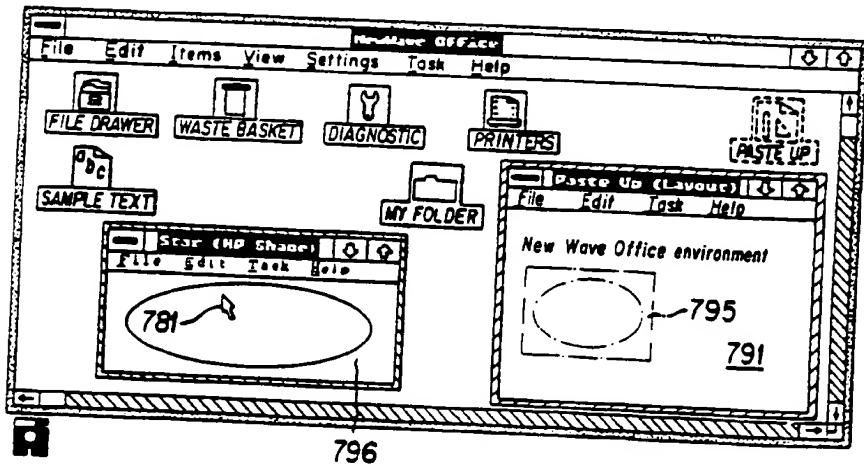 NewWave Office
File Edit Items View Settings Task Help
FILE DRAWER
WASTE BASKET
DIAGNOSTIC
PRINTERS
PASTE UP
SAMPLE TEXT
abc
MY FOLDER
Paste Up (Layout)
File Edit Task Help
New Wave Office environment
795
791
Star (HP Shape)
File Edit Task Help
781
796